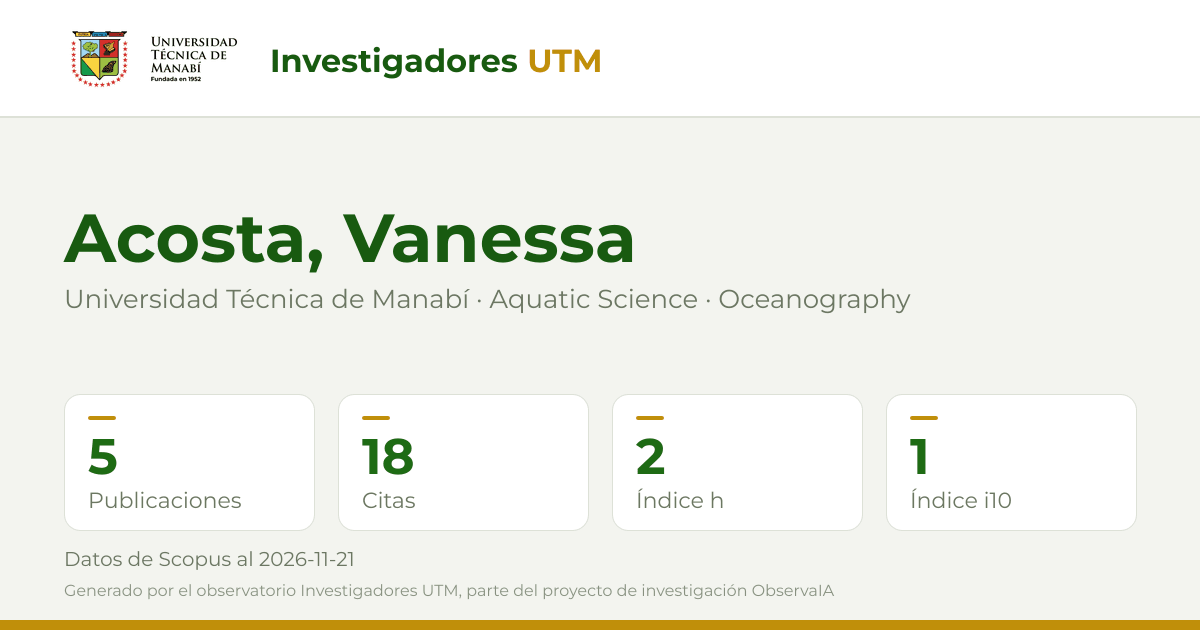 UNIVERSIDAD
TÉCNICA DE
MANABÍ
Fundada en 1952
Investigadores UTM
Acosta, Vanessa
Universidad Técnica de Manabí · Aquatic Science · Oceanography
5
Publicaciones
18
Citas
2
Índice h
1
Índice i10
Datos de Scopus al 2026-11-21
Generado por el observatorio Investigadores UTM, parte del proyecto de investigación ObservaIA